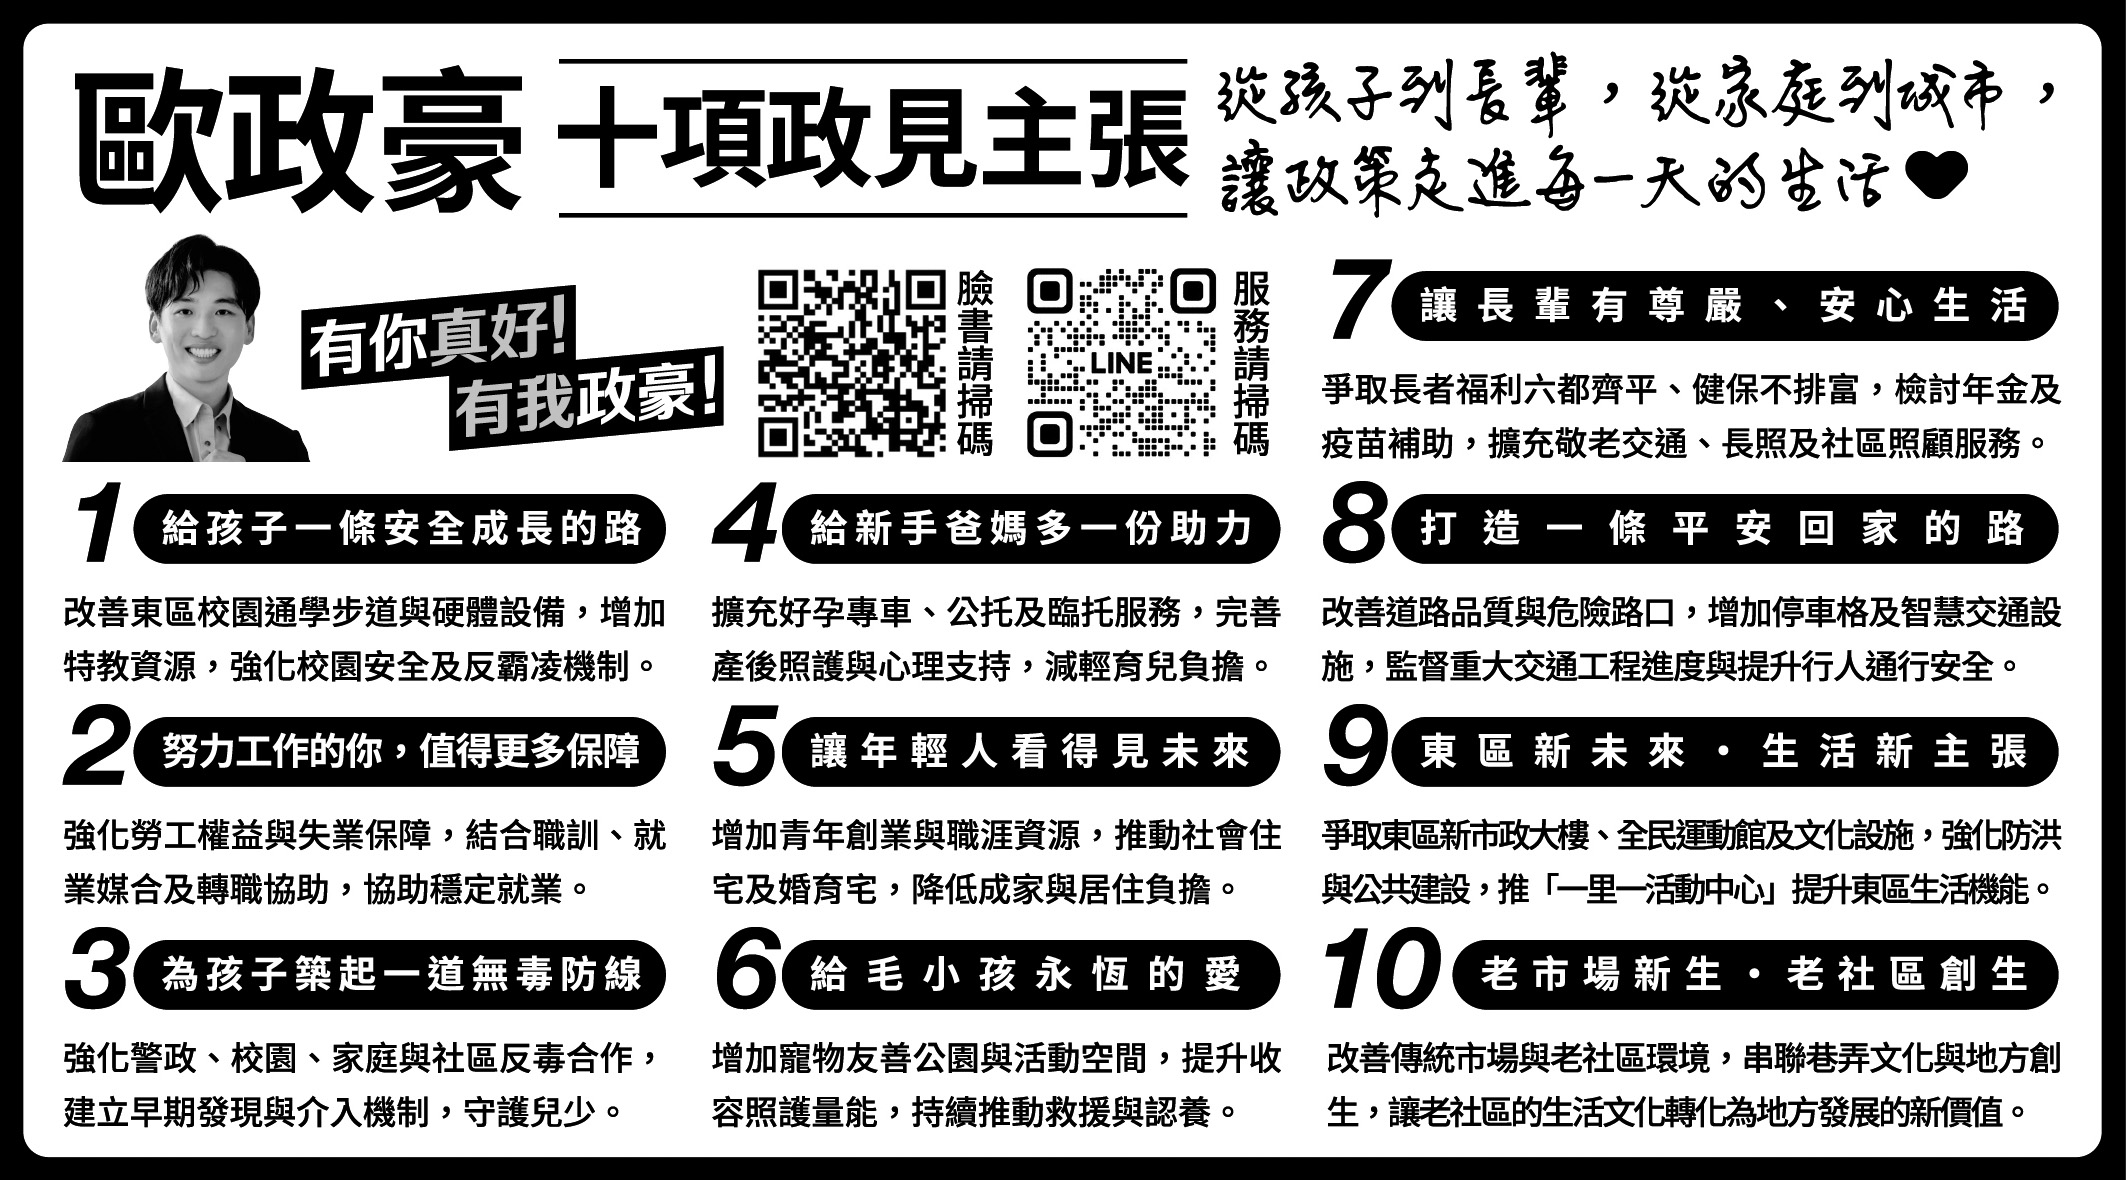 歐政豪
十項政見主張
從孩子到長輩，從家庭到城市，
讓政策走進每一天的生活
有你真好!
有我政豪!
臉書請掃碼
LINE
服務請掃碼
1 給孩子一條安全成長的路
改善東區校園通學步道與硬體設備，增加
特教資源，強化校園安全及反霸凌機制。
2 努力工作的你，值得更多保障
強化勞工權益與失業保障，結合職訓、就
業媒合及轉職協助，協助穩定就業。
3 為孩子築起一道無毒防線
強化警政、校園、家庭與社區反毒合作，
建立早期發現與介入機制，守護兒少。
4 給新手爸媽多一份助力
擴充好孕專車、公托及臨托服務，完善
產後照護與心理支持，減輕育兒負擔。
5 讓年輕人看得見未來
增加青年創業與職涯資源，推動社會住
宅及婚育宅，降低成家與居住負擔。
6 給毛小孩永恆的愛
增加寵物友善公園與活動空間，提升收
容照護量能，持續推動救援與認養。
7 讓長輩有尊嚴、安心生活
爭取長者福利六都齊平、健保不排富，檢討年金及
疫苗補助，擴充敬老交通、長照及社區照顧服務。
8 打造一條平安回家的路
改善道路品質與危險路口，增加停車格及智慧交通設
施，監督重大交通工程進度與提升行人通行安全。
9 東區新未來・生活新主張
爭取東區新市政大樓、全民運動館及文化設施，強化防洪
與公共建設，推「一里一活動中心」提升東區生活機能。
10 老市場新生・老社區創生
改善傳統市場與老社區環境，串聯巷弄文化與地方創
生，讓老社區的生活文化轉化為地方發展的新價值。